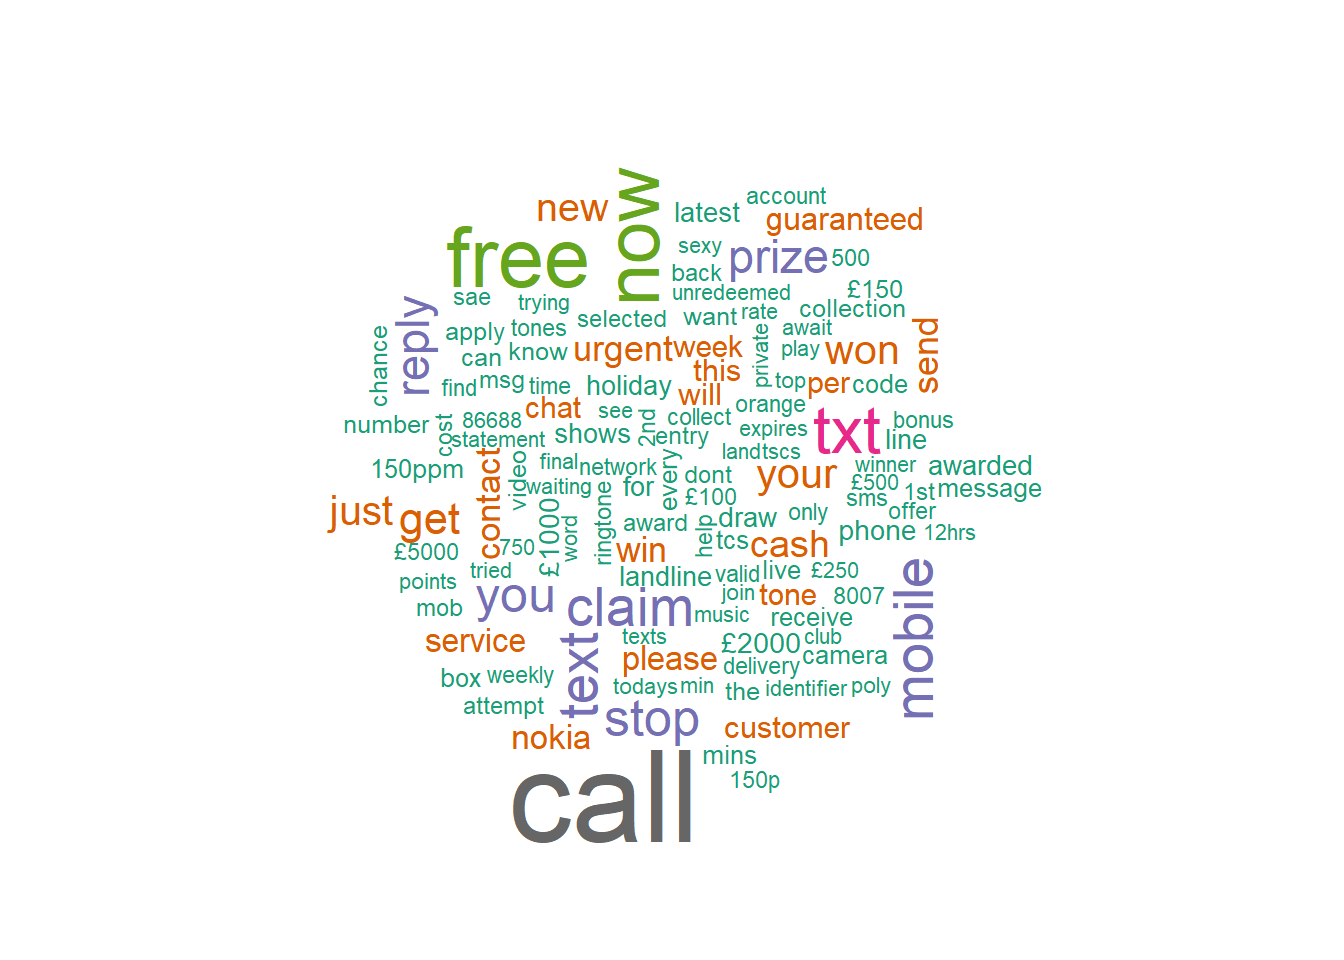 now
new
latest
account
guaranteed
free
sexy
prize
500
back
unredeemed
£150
sae
trying
reply
selected
want
rate
collection
apply
tones
chance
can
know
urgent
week
private
await
play
won
send
this
find
msg
time
holiday
will
top
per
code
chat
see
2nd
collect
orange
txt
bonus
number
cost
86688
statement
shows
entry
expires
line
land
tscs
150ppm
contact
video
final
network
waiting
for
every
dont
your
winner
awarded
£500
£100
sms
1st
message
just
get
£1000
word
ringtone
award
help
draw
only
offer
phone
12hrs
£5000
750
win
tcs
cash
tried
landline
valid
live
£250
mobile
points
mob
you
claim
join
tone
8007
music
receive
service
text
texts
£2000
club
please
delivery
camera
box
weekly
todays
min
the
identifier
poly
attempt
stop
nokia
customer
call
mins
150p